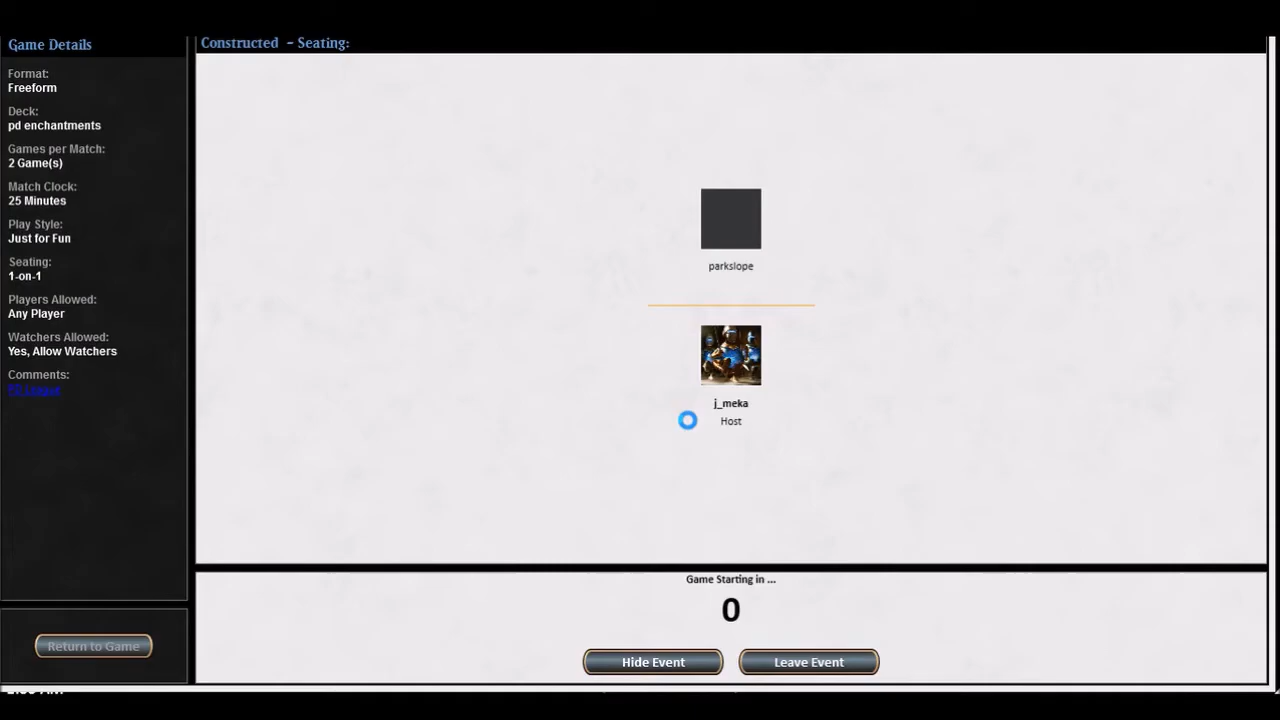 Game Details
Format:
Freeform
Deck:
pd enchantments
Games per Match:
2 Game(s)
Match Clock:
25 Minutes
Play Style:
Just for Fun
Seating:
1-on-1
Players Allowed:
Any Player
Watchers Allowed:
Yes, Allow Watchers
Comments:
PD League
Return to Game
Constructed - Seating:
parkslope
j_meka
Host
Game Starting in ...
0
Hide Event
Leave Event